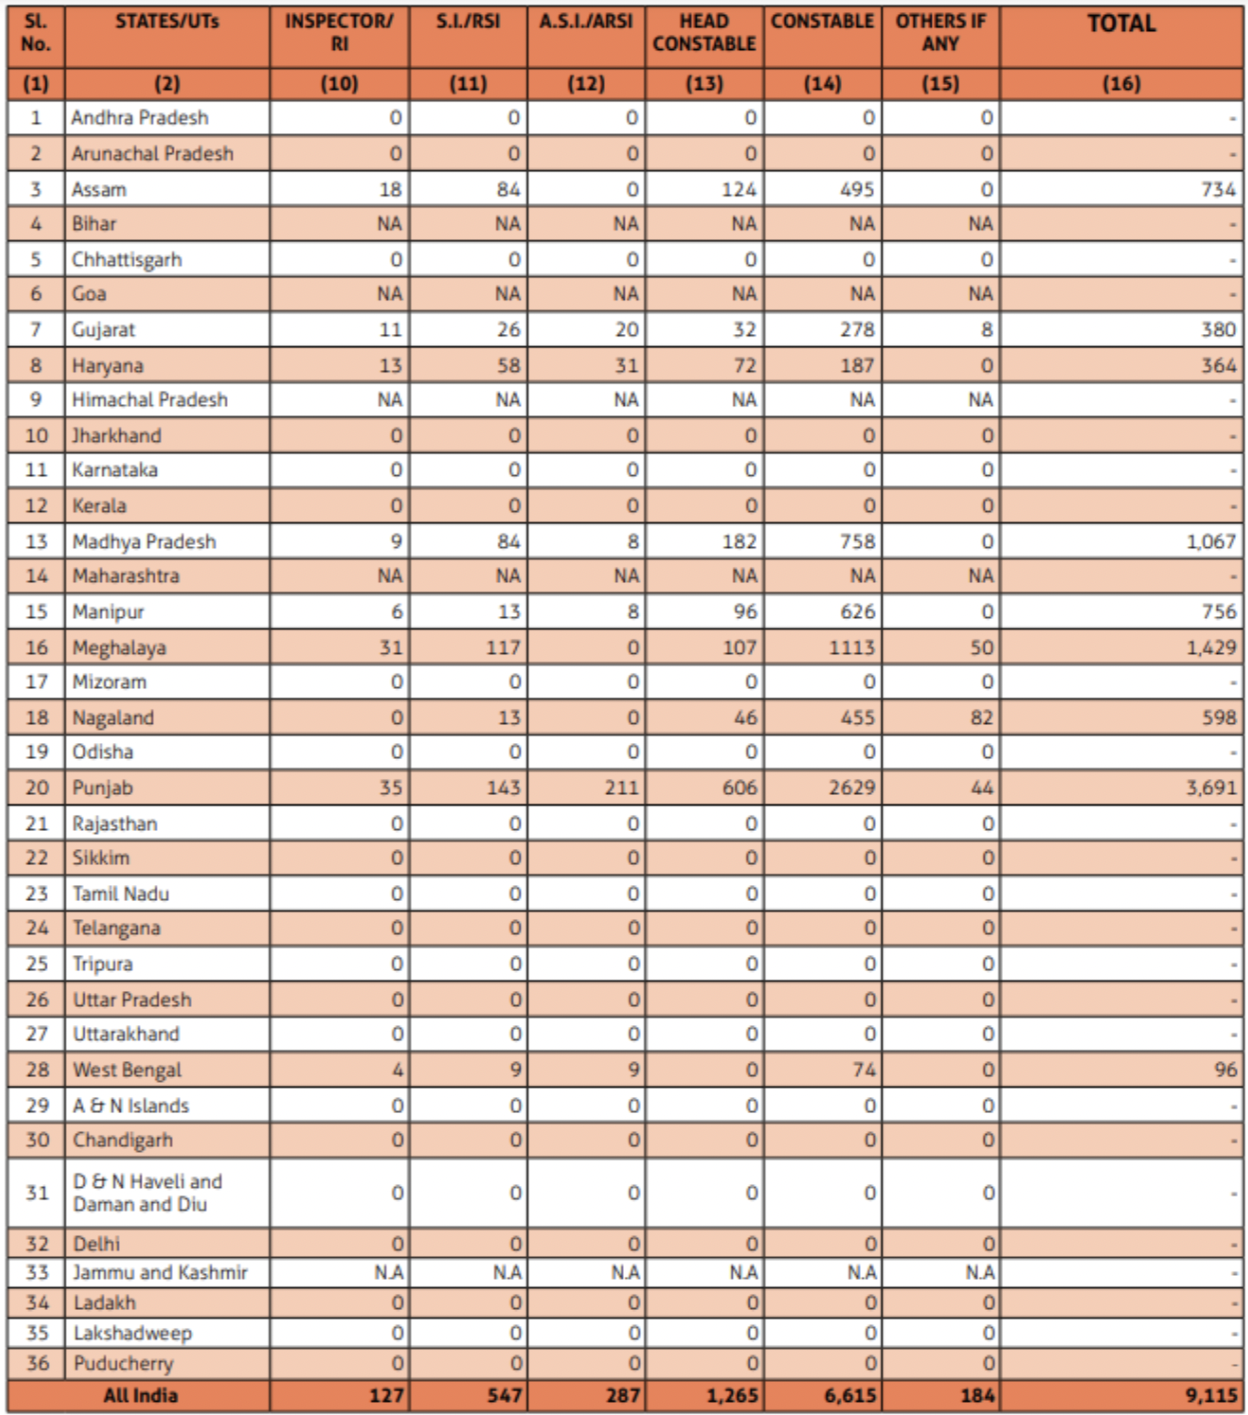 Sl. No. STATES/UTs INSPECTOR/ RI S.I./RSI A.S.I./ARSI HEAD CONSTABLE CONSTABLE OTHERS IF ANY TOTAL
(1) (2) (10) (11) (12) (13) (14) (15) (16)
1 Andhra Pradesh 0 0 0 0 0 0 -
2 Arunachal Pradesh 0 0 0 0 0 0 -
3 Assam 18 84 0 124 495 0 734
4 Bihar NA NA NA NA NA NA -
5 Chhattisgarh 0 0 0 0 0 0 -
6 Goa NA NA NA NA NA NA -
7 Gujarat 11 26 20 32 278 8 380
8 Haryana 13 58 31 72 187 0 364
9 Himachal Pradesh NA NA NA NA NA NA -
10 Jharkhand 0 0 0 0 0 0 -
11 Karnataka 0 0 0 0 0 0 -
12 Kerala 0 0 0 0 0 0 -
13 Madhya Pradesh 9 84 8 182 758 0 1,067
14 Maharashtra NA NA NA NA NA NA -
15 Manipur 6 13 8 96 626 0 756
16 Meghalaya 31 117 0 107 1113 50 1,429
17 Mizoram 0 0 0 0 0 0 -
18 Nagaland 0 13 0 46 455 82 598
19 Odisha 0 0 0 0 0 0 -
20 Punjab 35 143 211 606 2629 44 3,691
21 Rajasthan 0 0 0 0 0 0 -
22 Sikkim 0 0 0 0 0 0 -
23 Tamil Nadu 0 0 0 0 0 0 -
24 Telangana 0 0 0 0 0 0 -
25 Tripura 0 0 0 0 0 0 -
26 Uttar Pradesh 0 0 0 0 0 0 -
27 Uttarakhand 0 0 0 0 0 0 -
28 West Bengal 4 9 9 0 74 0 96
29 A & N Islands 0 0 0 0 0 0 -
30 Chandigarh 0 0 0 0 0 0 -
31 D & N Haveli and Daman and Diu 0 0 0 0 0 0 -
32 Delhi 0 0 0 0 0 0 -
33 Jammu and Kashmir N.A N.A N.A N.A N.A N.A -
34 Ladakh 0 0 0 0 0 0 -
35 Lakshadweep 0 0 0 0 0 0 -
36 Puducherry 0 0 0 0 0 0 -
All India 127 547 287 1,265 6,615 184 9,115